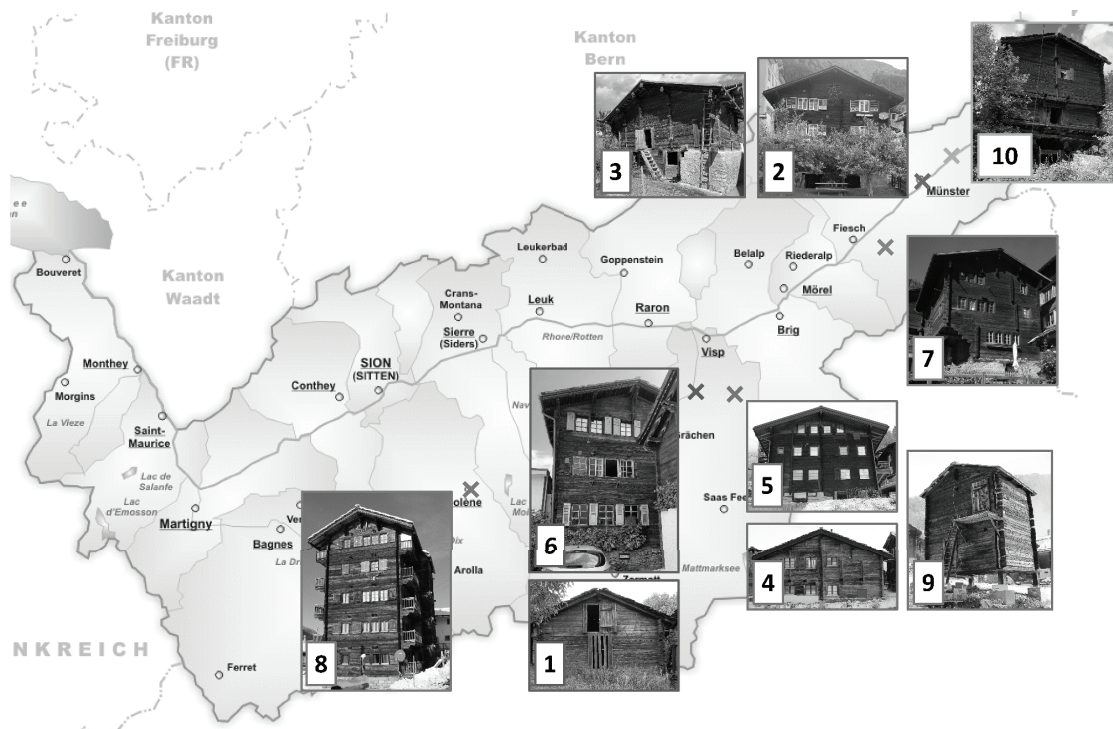 Kanton
Freiburg
(FR)
Kanton
Bern
10
3
2
Münster
Fiesch
Bouveret
Kanton
Waadt
Leukerbad
Goppenstein
Belalp
Riederalp
Mörel
7
Crans-
Montana
Sierre
(Siders)
Leuk
Raron
Brig
Rhore/Rotten
Visp
Monthey
SION
(SITTEN)
Conthey
Morgins
La Vieze
Saint-
Maurice
Lac de
Salanfe
Lac
d'Emosson
Martigny
Bagnes
Arolla
6
5
Saas Fee
4
9
Mattmarksee
NKREICH
Ferret
8
1